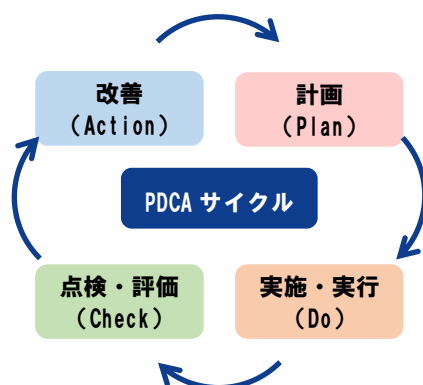 改善
(Action)
計画
(Plan)
PDCA サイクル
点検・評価
(Check)
実施・実行
(Do)